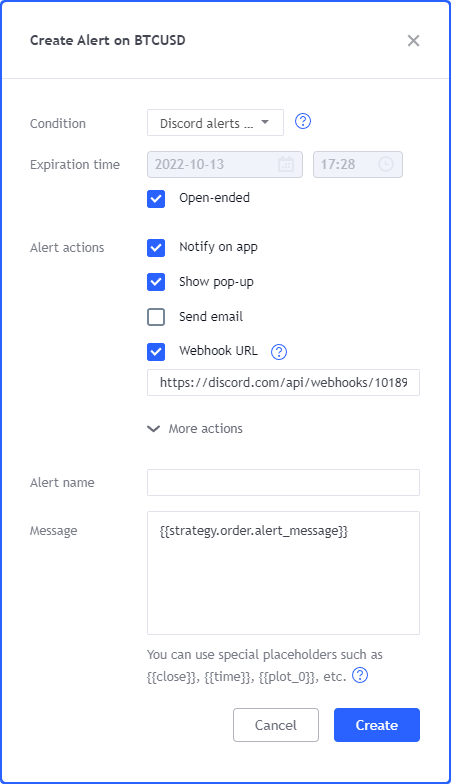 Create Alert on BTCUSD
Condition
Discord alerts ...
?
Expiration time
2022-10-13
17:28
Open-ended
Alert actions
Notify on app
Show pop-up
Send email
Webhook URL
?
https://discord.com/api/webhooks/10189
More actions
Alert name
Message
{{strategy.order.alert_message}}
You can use special placeholders such as
{{close}}, {{time}}, {{plot_0}}, etc. ?
Cancel
Create